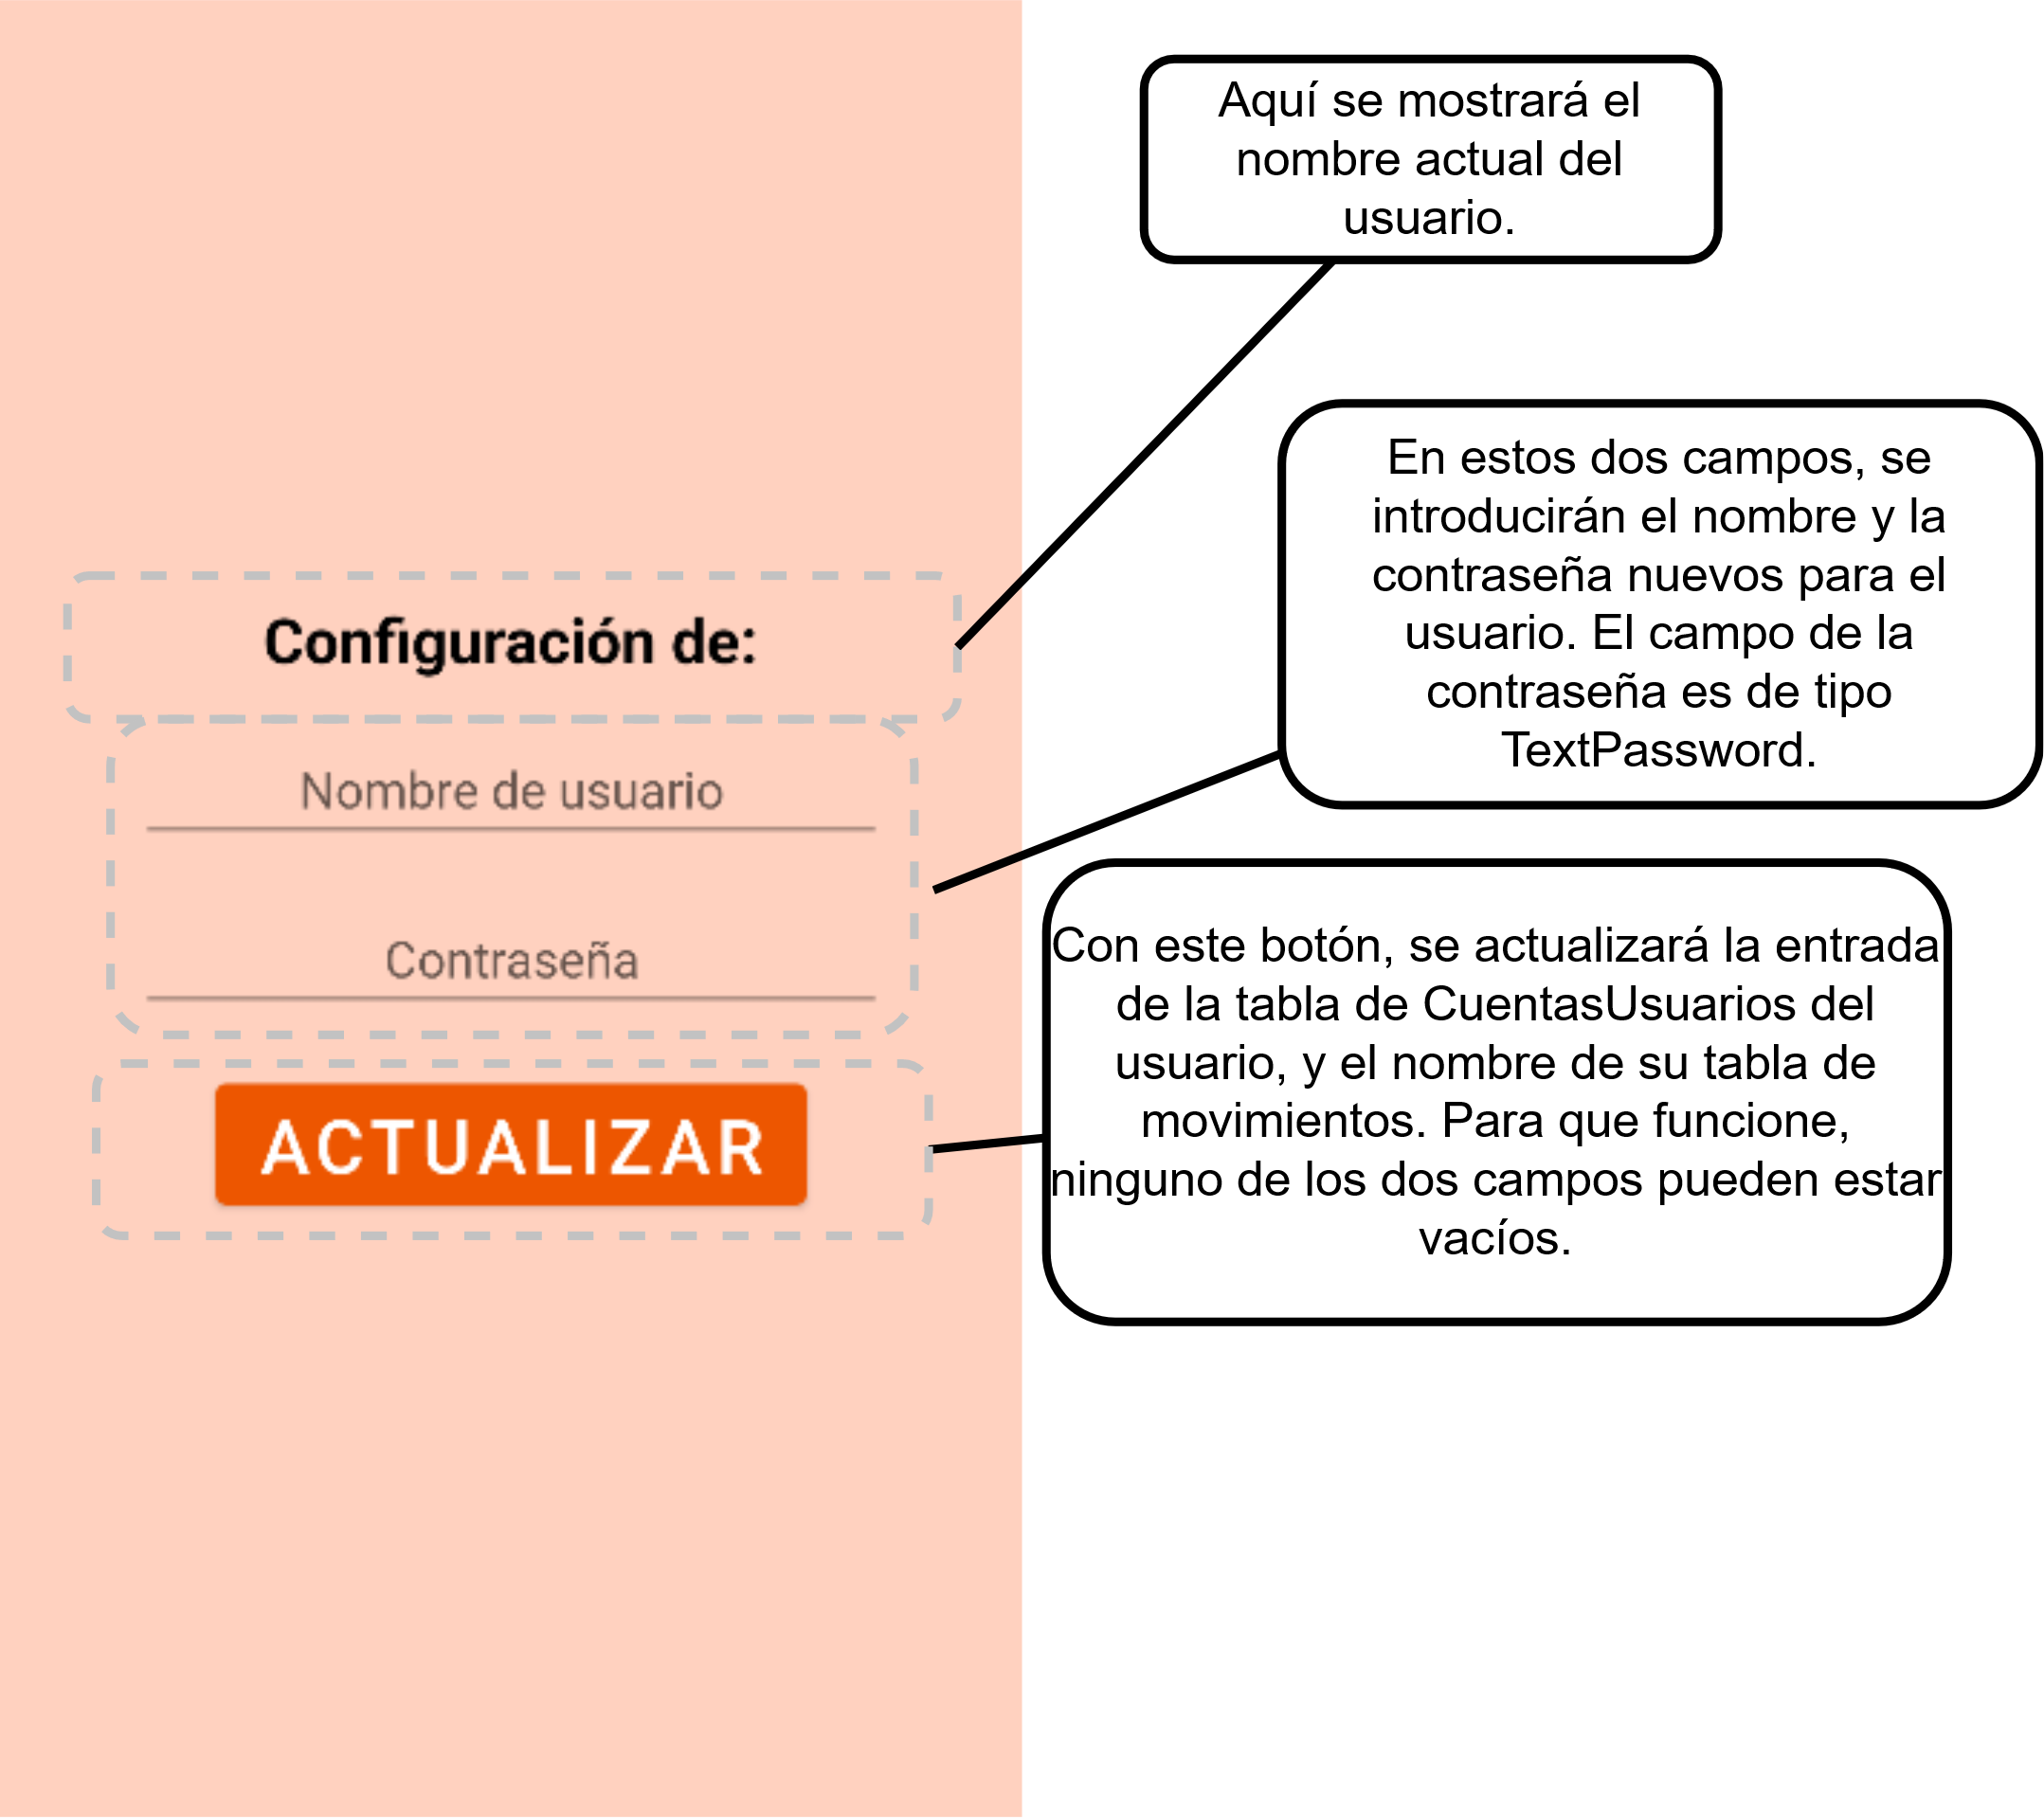 Aquí se mostrará el
nombre actual del
usuario.
En estos dos campos, se
introducirán el nombre y la
contraseña nuevos para el
usuario. El campo de la
contraseña es de tipo
TextPassword.
Configuración de:
Nombre de usuario
Contraseña
ACTUALIZAR
Con este botón, se actualizará la entrada
de la tabla de CuentasUsuarios del
usuario, y el nombre de su tabla de
movimientos. Para que funcione,
ninguno de los dos campos pueden estar
vacíos.